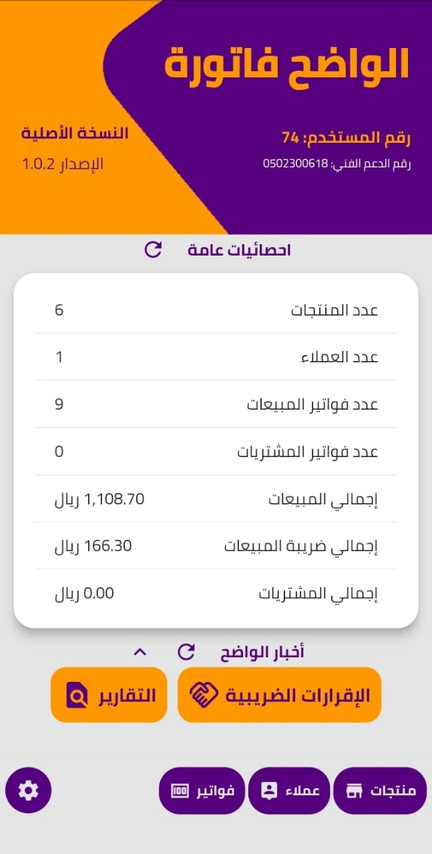 الواضح فاتورة
رقم المستخدم: 74
النسخة الأصلية
رقم الدعم الفني: 0502300618
الإصدار 1.0.2
احصائيات عامة
عدد المنتجات 6
عدد العملاء 1
عدد فواتير المبيعات 9
عدد فواتير المشتريات 0
إجمالي المبيعات 1,108.70 ريال
إجمالي ضريبة المبيعات 166.30 ريال
إجمالي المشتريات 0.00 ريال
أخبار الواضح
الإقرارات الضريبية
التقارير
منتجات
عملاء
فواتير